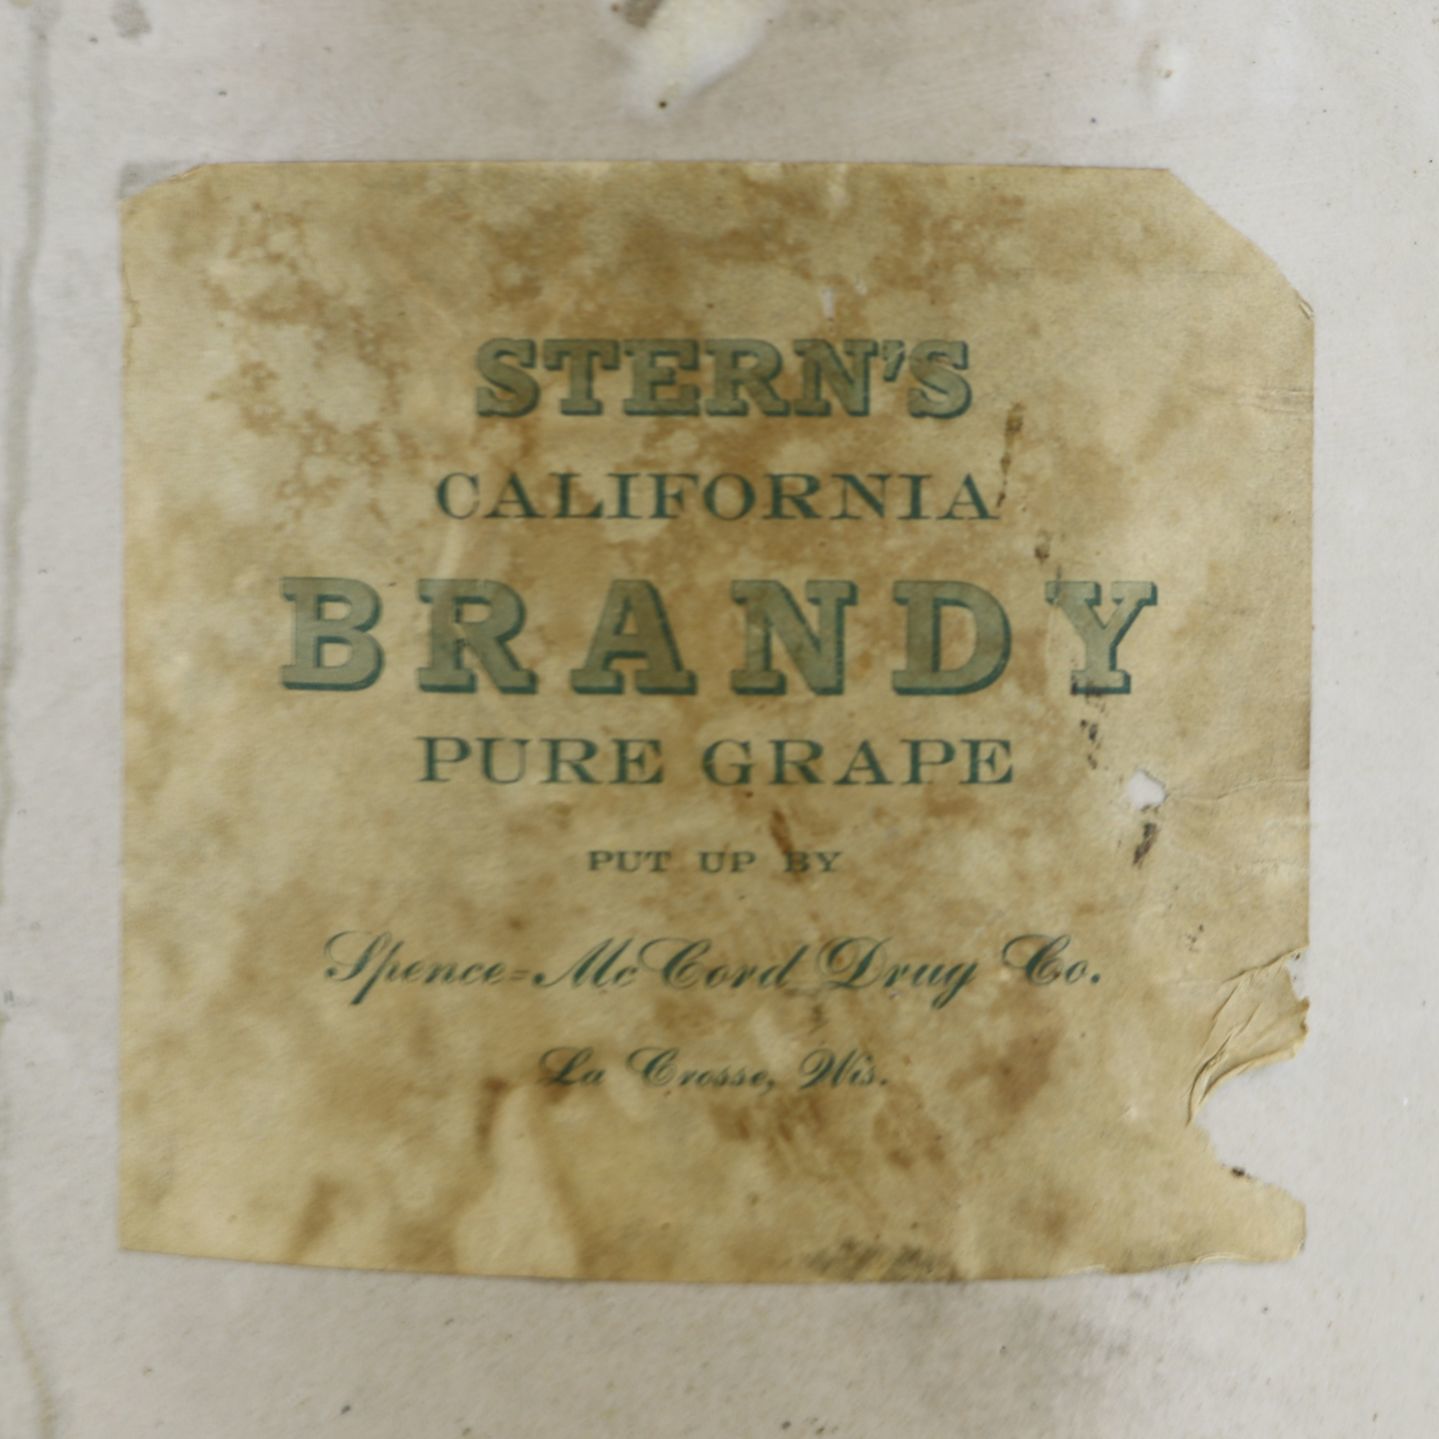 STERN'S
CALIFORNIA
BRANDY
PURE GRAPE
PUT UP BY
Spence=McCord Drug Co.
La Crosse, Wis.